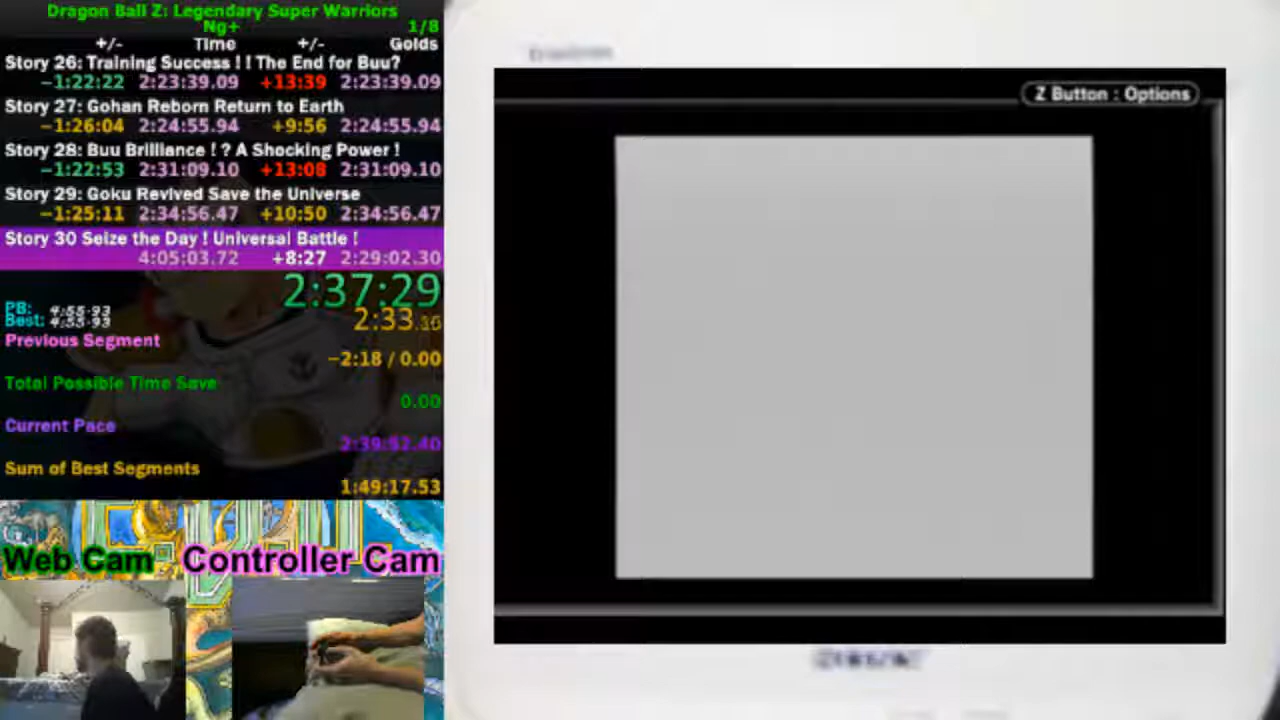 Dragon Ball Z: Legendary Super Warriors
Ng+ 1/8
+/- Time +/- Golds
Story 26: Training Success ! ! The End for Buu?
−1:22:22 2:23:39.09 +13:39 2:23:39.09
Story 27: Gohan Reborn Return to Earth
−1:26:04 2:24:55.94 +9:56 2:24:55.94
Story 28: Buu Brilliance ! ? A Shocking Power !
−1:22:53 2:31:09.10 +13:08 2:31:09.10
Story 29: Goku Revived Save the Universe
−1:25:11 2:34:56.47 +10:50 2:34:56.47
Story 30 Seize the Day ! Universal Battle !
4:05:03.72 +8:27 2:29:02.30
2:37:29
PB:
Best:
2:33
Previous Segment
−2:18 / 0.00
Total Possible Time Save
0.00
Current Pace
2:39:52.40
Sum of Best Segments
1:49:17.53
Web Cam Controller Cam
Z Button : Options